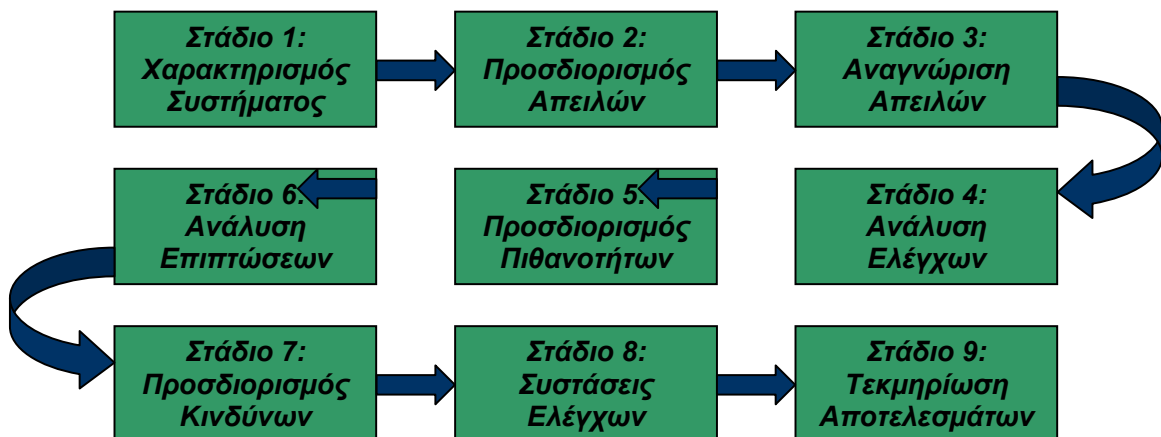 Στάδιο 1:
Χαρακτηρισμός
Συστήματος
Στάδιο 2:
Προσδιορισμός
Απειλών
Στάδιο 3:
Αναγνώριση
Απειλών
Στάδιο 4:
Ανάλυση
Ελέγχων
Στάδιο 5:
Προσδιορισμός
Πιθανοτήτων
Στάδιο 6:
Ανάλυση
Επιπτώσεων
Στάδιο 7:
Προσδιορισμός
Κινδύνων
Στάδιο 8:
Συστάσεις
Ελέγχων
Στάδιο 9:
Τεκμηρίωση
Αποτελεσμάτων